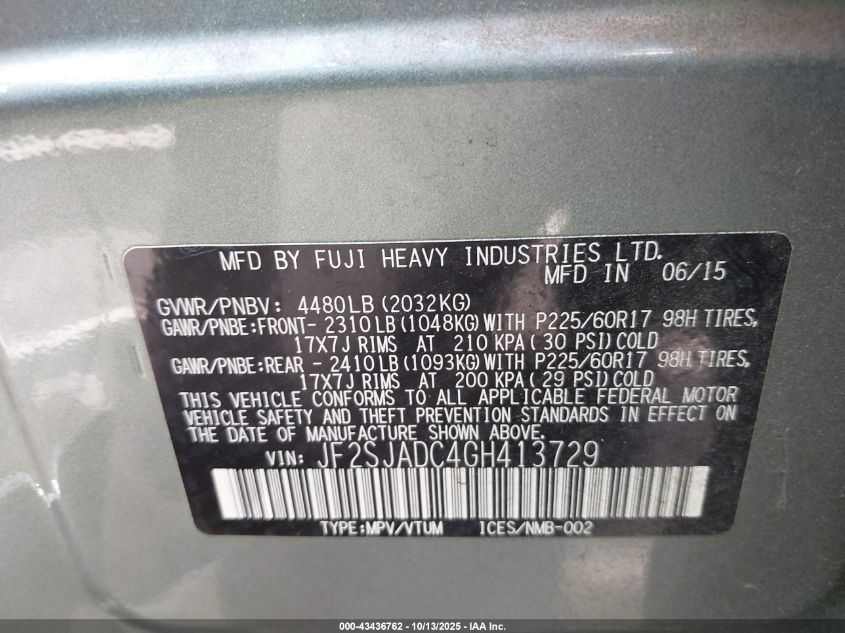 MFD BY FUJI HEAVY INDUSTRIES LTD.
MFD IN 06/15
GVWR/PNBV: 4480LB (2032KG)
GAWR/PNBE:FRONT- 2310LB(1048KG)WITH P225/60R17 98H TIRES,
17X7J RIMS AT 210 KPA ( 30 PSI)COLD
GAWR/PNBE:REAR - 2410LB(1093KG)WITH P225/60R17 98H TIRES,
17X7J RIMS AT 200 KPA ( 29 PSI)COLD
THIS VEHICLE CONFORMS TO ALL APPLICABLE FEDERAL MOTOR
VEHICLE SAFETY AND THEFT PREVENTION STANDARDS IN EFFECT ON
THE DATE OF MANUFACTURE SHOWN ABOVE.
VIN: JF2SJADC4GH413729
TYPE:MPV/VTUM ICES/NMB-002
000-43436762 - 10/13/2025 - IAA Inc.